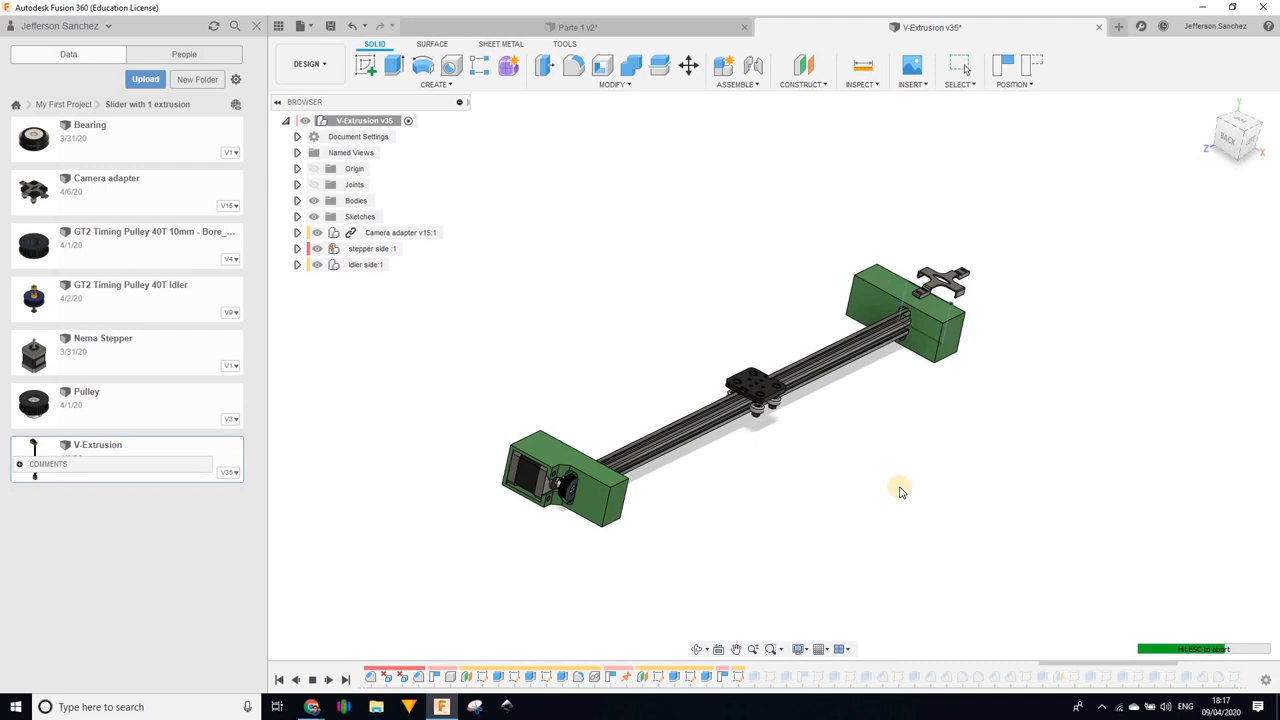 Autodesk Fusion 360 (Education License)
Jefferson Sanchez
Parte 1 v2*
V-Extrusion v35*
Jefferson Sanchez
Data
People
DESIGN
SOLID
SURFACE
SHEET METAL
TOOLS
CREATE
MODIFY
ASSEMBLE
CONSTRUCT
INSPECT
INSERT
SELECT
POSITION
Upload
New Folder
My First Project
Slider with 1 extrusion
Bearing
3/31/20
V1
Camera adapter
4/6/20
V15
GT2 Timing Pulley 40T 10mm - Bore_...
4/1/20
V4
GT2 Timing Pulley 40T Idler
4/2/20
V9
Nema Stepper
3/31/20
V1
Pulley
4/1/20
V3
V-Extrusion
V35
COMMENTS
BROWSER
V-Extrusion v35
Document Settings
Named Views
Origin
Joints
Bodies
Sketches
Camera adapter v15:1
stepper side :1
idler side:1
Y
BACK
LEFT
Z
X
Hit ESC to abort
Type here to search
ENG
18:17
09/04/2020